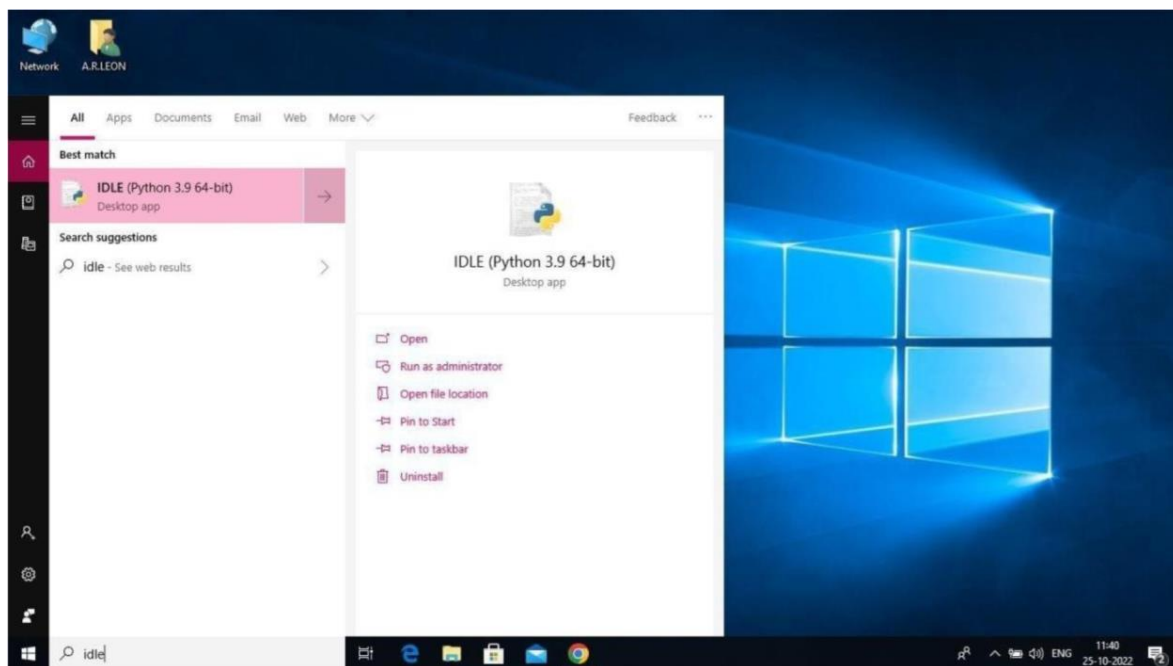 Network
A.R.LEON
All Apps Documents Email Web More Feedback ...
Best match
IDLE (Python 3.9 64-bit)
Desktop app
Search suggestions
idle - See web results
IDLE (Python 3.9 64-bit)
Desktop app
Open
Run as administrator
Open file location
Pin to Start
Pin to taskbar
Uninstall
idle
ENG
11:40
25-10-2022